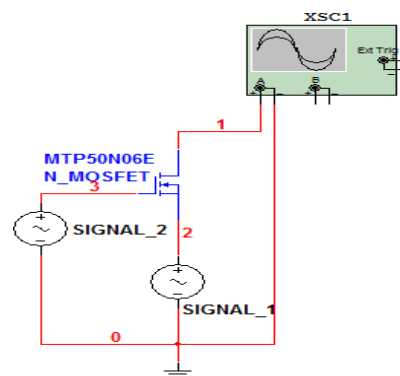 XSC1
Ext Trig
+
-
A
B
+ - + -
1
MTP50N06E
N_MOSFET
3
+
SIGNAL_2
-
2
+
SIGNAL_1
-
0